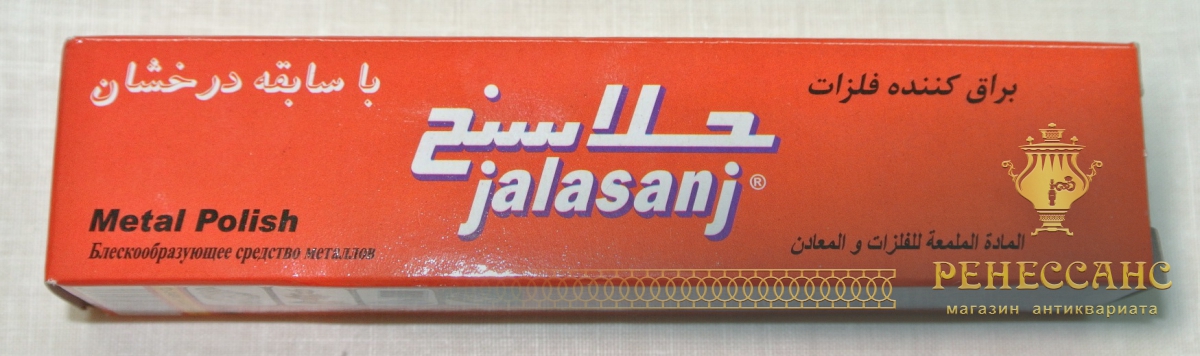 با سابقه درخشان
براق کننده فلزات
جلاسنج
jalasanj®
Metal Polish
Блескообразующее средство металлов
المادة الملمعة للفلزات و المعادن
РЕНЕССАНС
магазин антиквариата